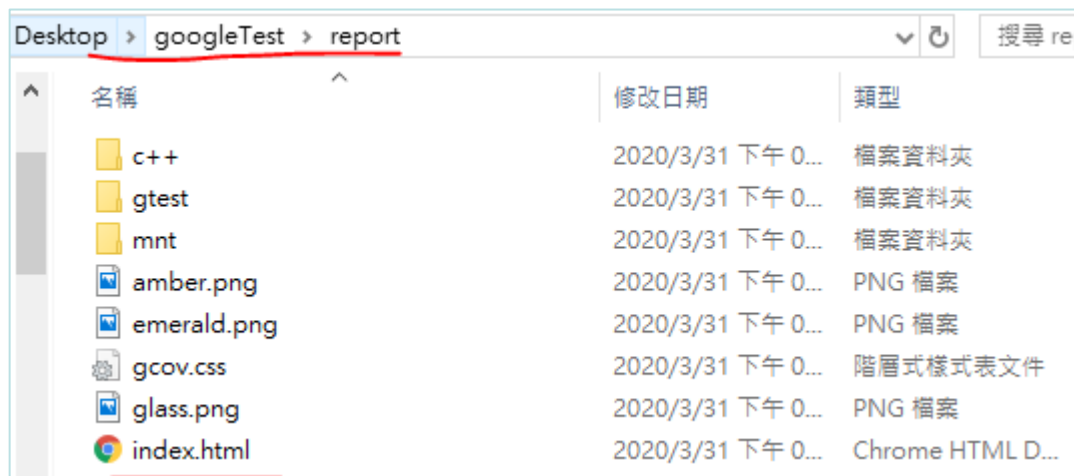 Desktop > googleTest > report 搜尋 re
名稱 修改日期 類型
c++ 2020/3/31 下午 0... 檔案資料夾
gtest 2020/3/31 下午 0... 檔案資料夾
mnt 2020/3/31 下午 0... 檔案資料夾
amber.png 2020/3/31 下午 0... PNG 檔案
emerald.png 2020/3/31 下午 0... PNG 檔案
gcov.css 2020/3/31 下午 0... 階層式樣式表文件
glass.png 2020/3/31 下午 0... PNG 檔案
index.html 2020/3/31 下午 0... Chrome HTML D...